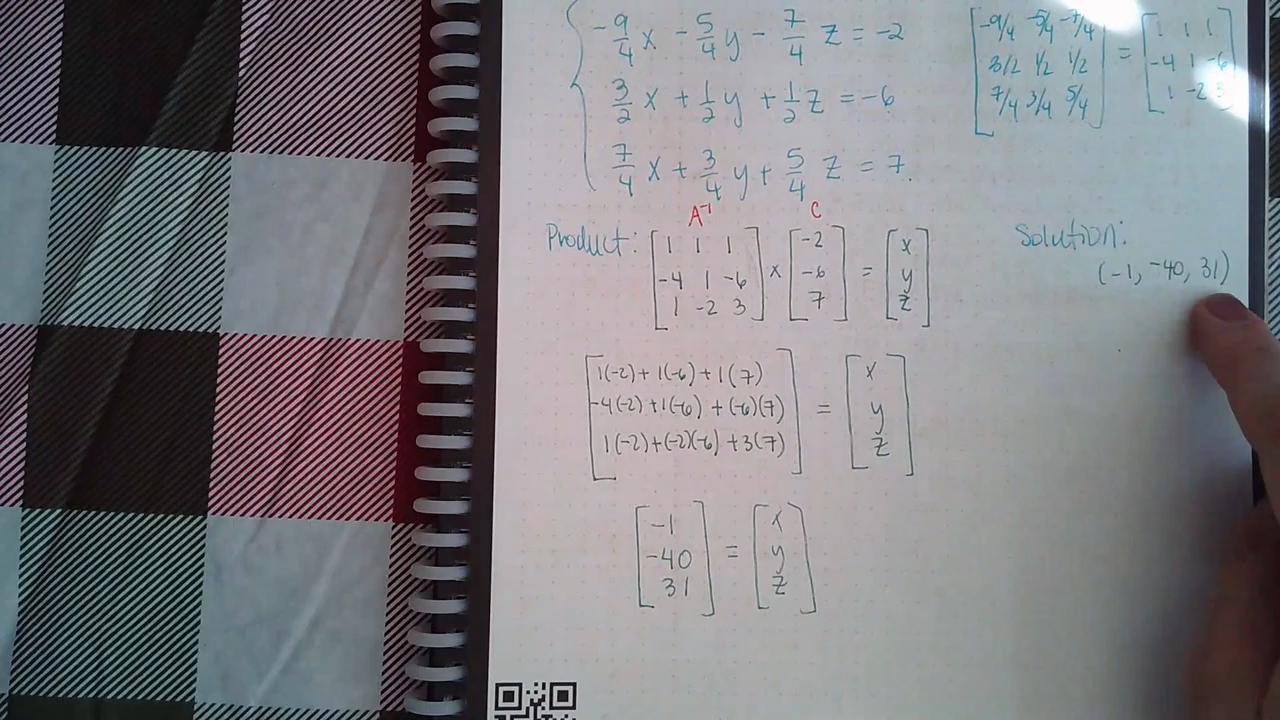 -9/4 x - 5/4 y - 7/4 z = -2
3/2 x + 1/2 y + 1/2 z = -6
7/4 x + 3/4 y + 5/4 z = 7.
[-9/4 -5/4 -7/4] = [1 1 1]
[3/2 1/2 1/2] [-4 1 -6]
[7/4 3/4 5/4] [1 -2 3]
A⁻¹ C
Product: [1 1 1] x [-2] = [x]
[-4 1 -6] [-6] [y]
[1 -2 3] [7] [z]
Solution:
(-1, -40, 31)
[1(-2) + 1(-6) + 1(7)] = [x]
[-4(-2) + 1(-6) + (-6)(7)] [y]
[1(-2) + (-2)(-6) + 3(7)] [z]
[-1] = [x]
[-40] [y]
[31] [z]